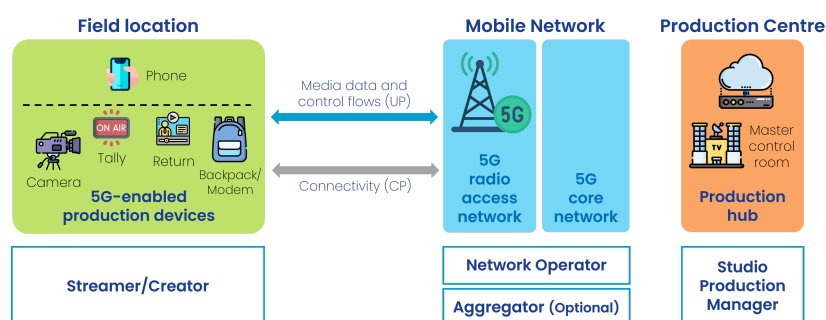 Field location
Mobile Network
Production Centre
Phone
ON AIR
Camera
Tally
Return
Backpack/
Modem
5G-enabled
production devices
Media data and
control flows (UP)
Connectivity (CP)
5G
5G
radio
access
network
5G
core
network
TV
Master
control
room
Production
hub
Streamer/Creator
Network Operator
Aggregator (Optional)
Studio
Production
Manager